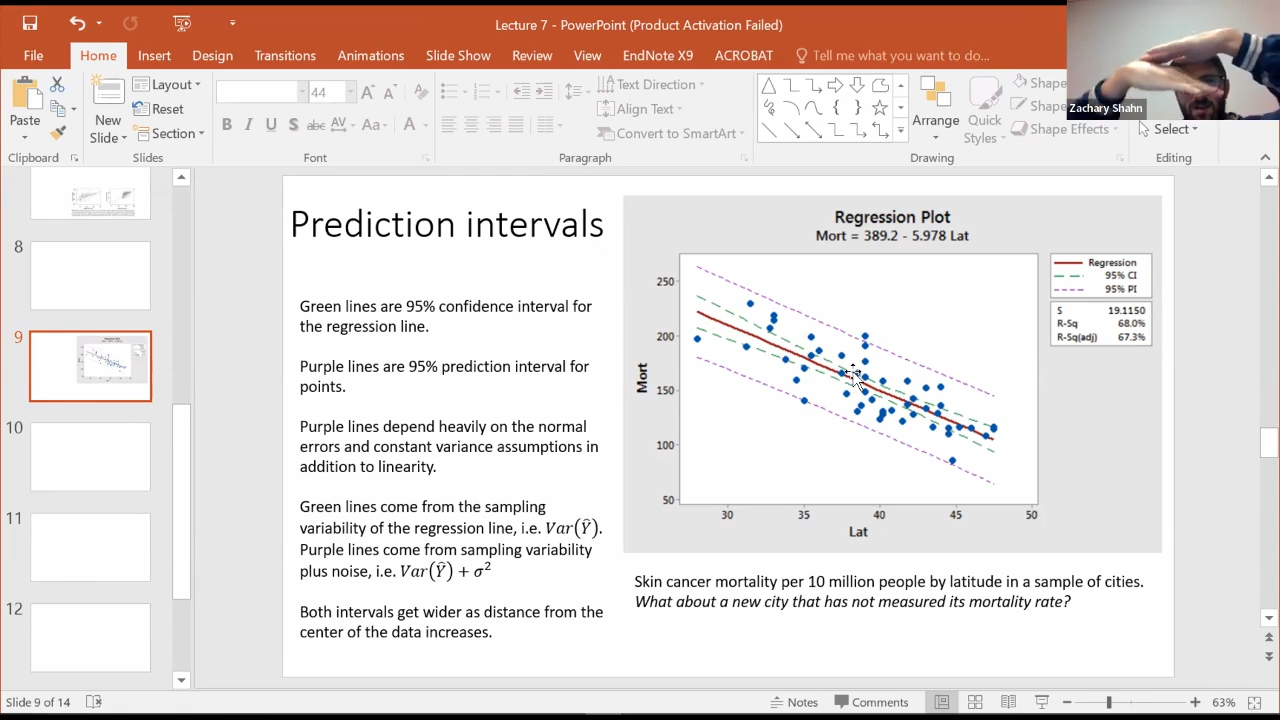 Lecture 7 - PowerPoint (Product Activation Failed)
File Home Insert Design Transitions Animations Slide Show Review View EndNote X9 ACROBAT Tell me what you want to do...
Paste
New
Slide
Layout
Reset
Section
44
B I U S abc AV Aa A
A A
Text Direction
Align Text
Convert to SmartArt
Arrange
Quick
Styles
Shape
Shape
Shape Effects
Select
Zachary Shahn
Clipboard Slides Font Paragraph Drawing Editing
8
9
10
11
12
Prediction intervals
Green lines are 95% confidence interval for
the regression line.
Purple lines are 95% prediction interval for
points.
Purple lines depend heavily on the normal
errors and constant variance assumptions in
addition to linearity.
Green lines come from the sampling
variability of the regression line, i.e. Var(Ŷ).
Purple lines come from sampling variability
plus noise, i.e. Var(Ŷ) + σ²
Both intervals get wider as distance from the
center of the data increases.
Regression Plot
Mort = 389.2 - 5.978 Lat
Regression
95% CI
95% PI
S 19.1150
R-Sq 68.0%
R-Sq(adj) 67.3%
250
200
150
100
50
Mort
30 35 40 45 50
Lat
Skin cancer mortality per 10 million people by latitude in a sample of cities.
What about a new city that has not measured its mortality rate?
Slide 9 of 14
Notes Comments 63%